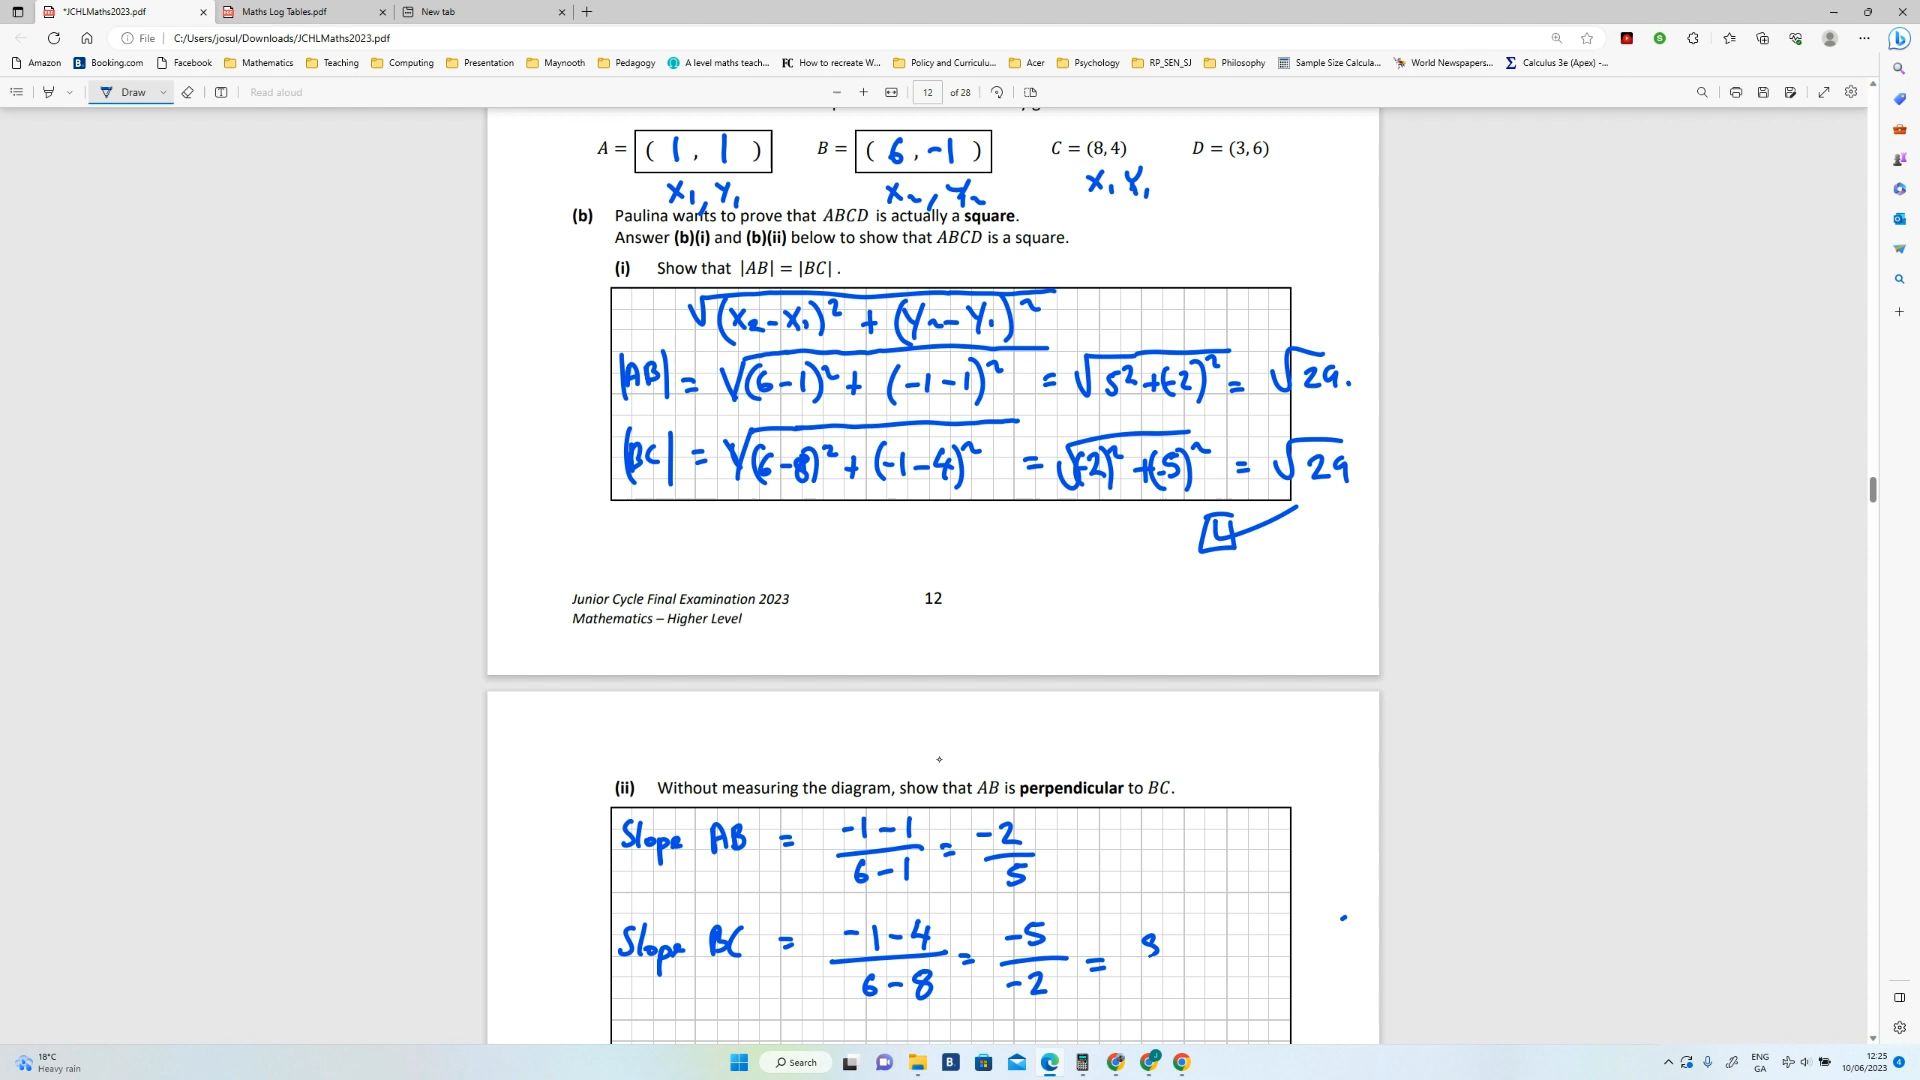 *JCHLMaths2023.pdf
Maths Log Tables.pdf
New tab
File
C:/Users/josul/Downloads/JCHLMaths2023.pdf
Amazon Booking.com Facebook Mathematics Teaching Computing Presentation Maynooth Pedagogy A level maths teach... FC How to recreate W... Policy and Curriculu... Acer Psychology RP_SEN_SJ Philosophy Sample Size Calcula... World Newspapers... Calculus 3e (Apex) -...
Draw Read aloud 12 of 28
A = ( 1 , 1 ) B = ( 6 , -1 ) C = (8, 4) D = (3, 6)
X₁, Y₁ X₂, Y₂ X₁ Y₁
(b) Paulina wants to prove that ABCD is actually a square.
Answer (b)(i) and (b)(ii) below to show that ABCD is a square.
(i) Show that |AB| = |BC| .
√(X₂-X₁)² + (Y₂-Y₁)²
|AB| = √(6-1)² + (-1-1)² = √5²+(-2)² = √29.
|BC| = √(6-8)² + (-1-4)² = √(-2)²+(-5)² = √29
4
Junior Cycle Final Examination 2023
12
Mathematics – Higher Level
(ii) Without measuring the diagram, show that AB is perpendicular to BC.
Slope AB = -1-1 / 6-1 = -2 / 5
Slope BC = -1-4 / 6-8 = -5 / -2 =
18°C
Heavy rain
Search
ENG
GA
12:25
10/06/2023
4